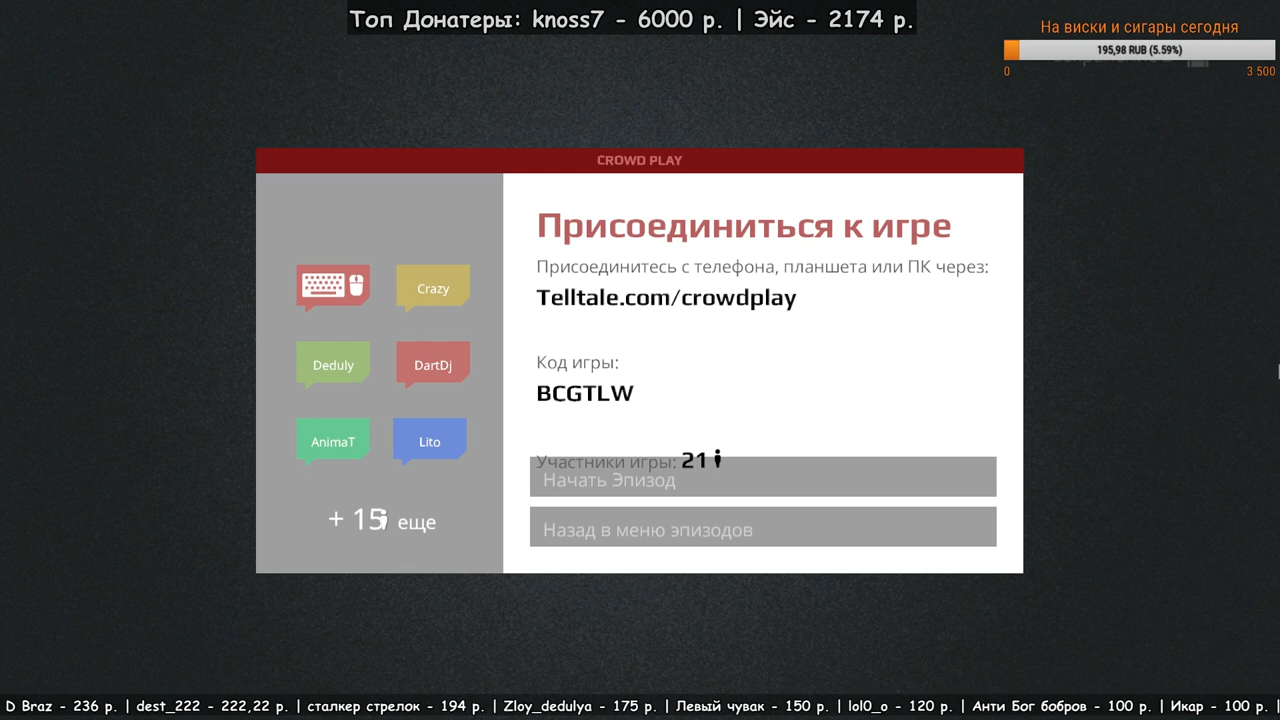 Топ Донатеры: knoss7 - 6000 р. | Эйс - 2174 р.
На виски и сигары сегодня
195,98 RUB (5.59%)
0
3 500
CROWD PLAY
Присоединиться к игре
Присоединитесь с телефона, планшета или ПК через:
Telltale.com/crowdplay
Crazy
Deduly
DartDj
Код игры:
BCGTLW
AnimaT
Lito
Участники игры: 21
Начать Эпизод
+ 15 еще
Назад в меню эпизодов
D Braz - 236 р. | dest_222 - 222,22 р. | сталкер стрелок - 194 р. | Zloy_dedulya - 175 р. | Левый чувак - 150 р. | lol0_o - 120 р. | Анти Бог бобров - 100 р. | Икар - 100 р. |